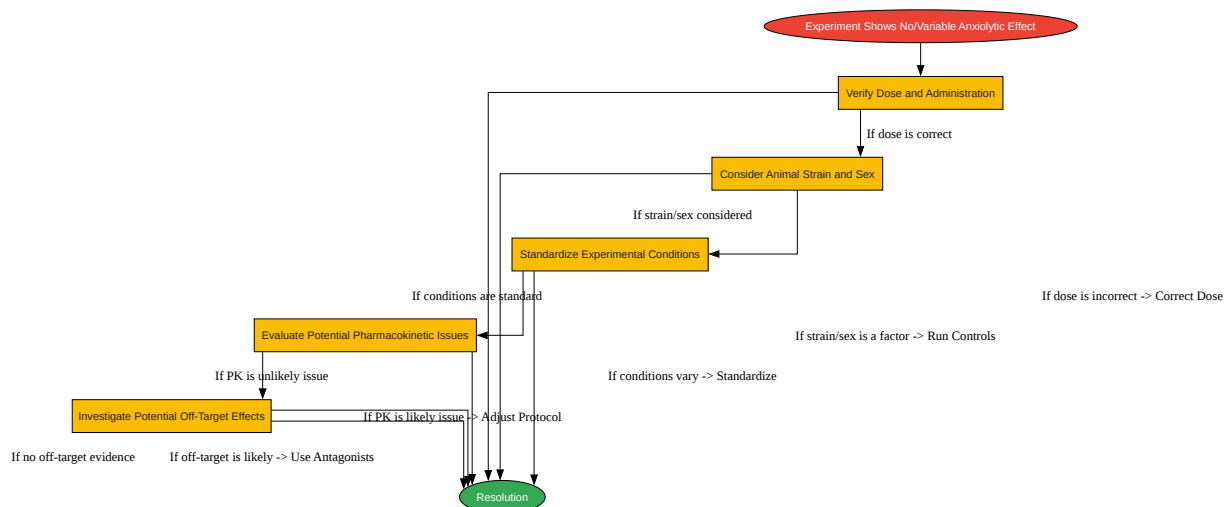 Experiment Shows No/Variable Anxiolytic Effect
Verify Dose and Administration
If dose is correct
Consider Animal Strain and Sex
If strain/sex considered
Standardize Experimental Conditions
If conditions are standard
If dose is incorrect -> Correct Dose
Evaluate Potential Pharmacokinetic Issues
If strain/sex is a factor -> Run Controls
If PK is unlikely issue
If conditions vary -> Standardize
Investigate Potential Off-Target Effects
If PK is likely issue -> Adjust Protocol
If no off-target evidence
If off-target is likely -> Use Antagonists
Resolution